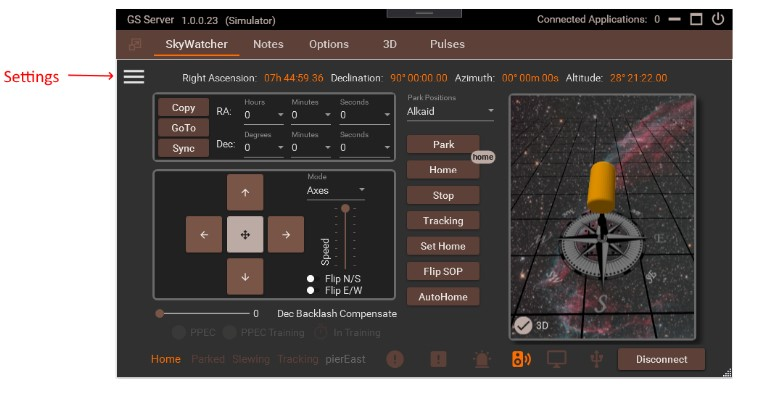 GS Server 1.0.0.23 (Simulator) Connected Applications: 0
SkyWatcher Notes Options 3D Pulses
Settings
Right Ascension: 07h 44:59.36 Declination: 90° 00:00.00 Azimuth: 00° 00m 00s Altitude: 28° 21:22.00
Copy
GoTo
Sync
RA: Hours 0 Minutes 0 Seconds 0
Dec: Degrees 0 Minutes 0 Seconds 0
Park Positions
Alkaid
Park
home
Home
Stop
Tracking
Set Home
Flip SOP
AutoHome
Mode
Axes
Speed
Flip N/S
Flip E/W
0 Dec Backlash Compensate
PPEC PPEC Training In Training
E
S
3D
Home Parked Slewing Tracking pierEast
Disconnect